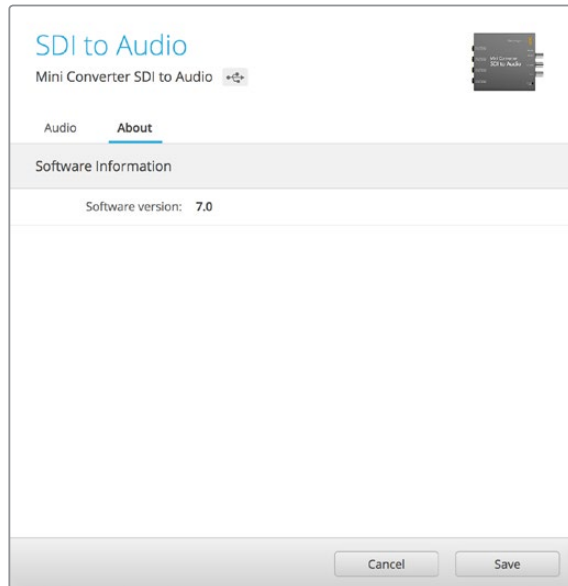 SDI to Audio
Mini Converter SDI to Audio
Audio About
Software Information
Software version: 7.0
Cancel Save